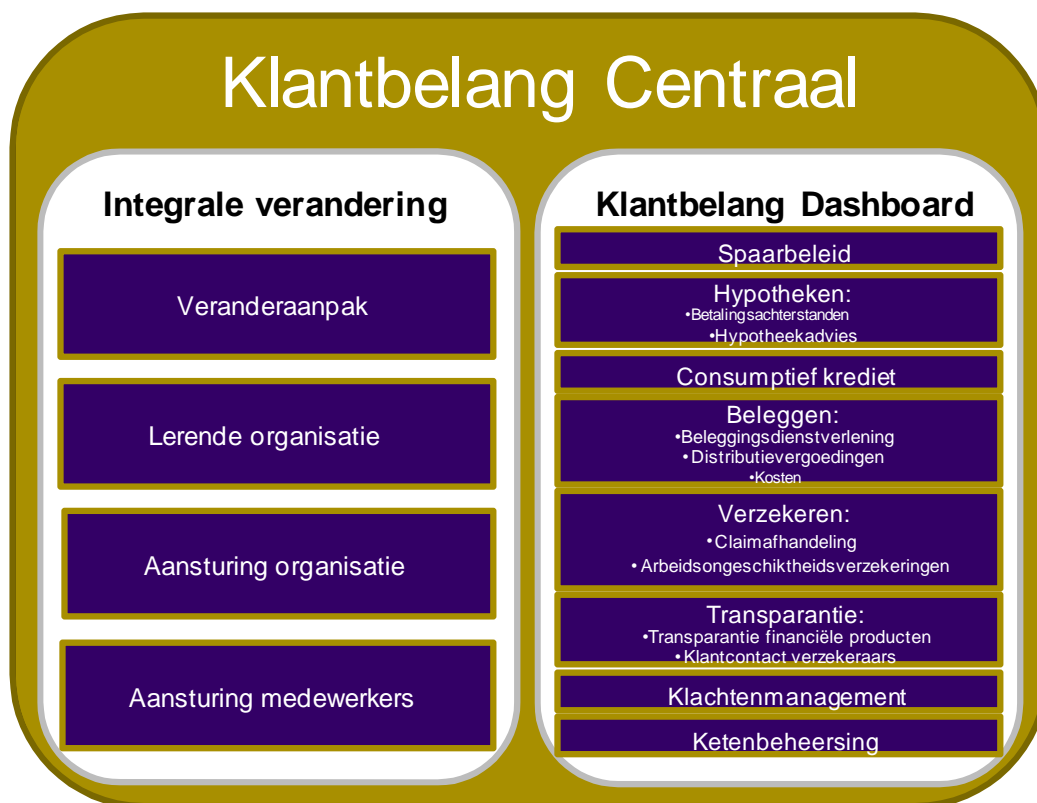 Klantbelang Centraal
Integrale verandering
Veranderaanpak
Lerende organisatie
Aansturing organisatie
Aansturing medewerkers
Klantbelang Dashboard
Spaarbeleid
Hypotheken:
•Betalingsachterstanden
•Hypotheekadvies
Consumptief krediet
Beleggen:
•Beleggingsdienstverlening
•Distributievergoedingen
•Kosten
Verzekeren:
•Claimafhandeling
•Arbeidsongeschiktheidsverzekeringen
Transparantie:
•Transparantie financiële producten
•Klantcontact verzekeraars
Klachtenmanagement
Ketenbeheersing